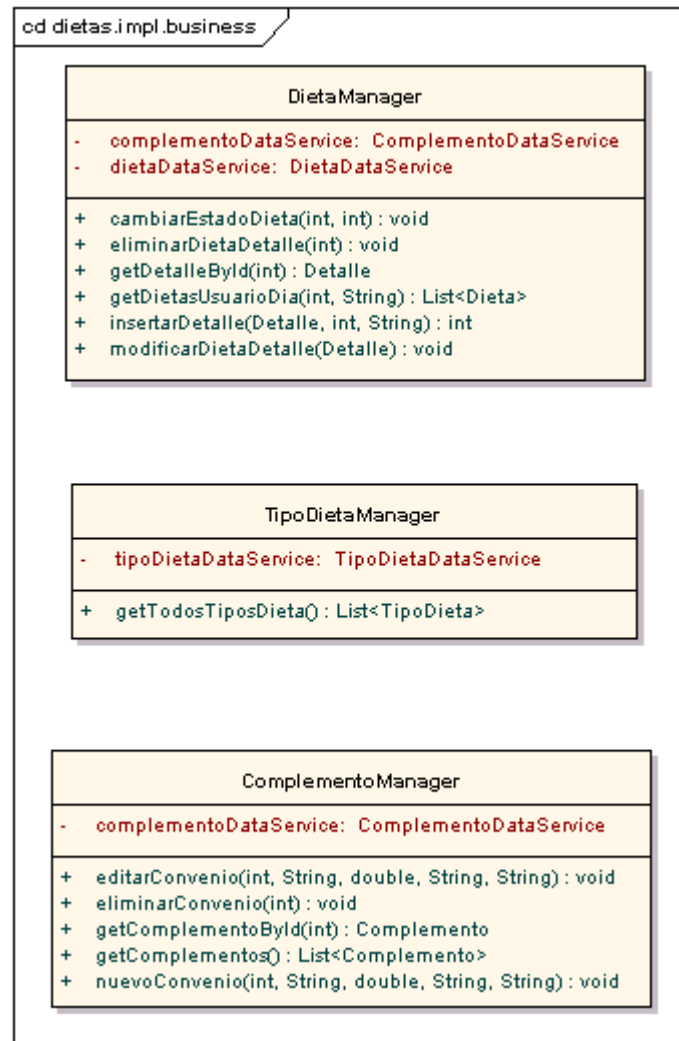 cd dietas.impl.business
DietaManager
- complementoDataService: ComplementoDataService
- dietaDataService: DietaDataService
+ cambiarEstadoDieta(int, int) : void
+ eliminarDietaDetalle(int) : void
+ getDetalleById(int) : Detalle
+ getDietasUsuarioDia(int, String) : List<Dieta>
+ insertarDetalle(Detalle, int, String) : int
+ modificarDietaDetalle(Detalle) : void
TipoDietaManager
- tipoDietaDataService: TipoDietaDataService
+ getTodosTiposDieta() : List<TipoDieta>
ComplementoManager
- complementoDataService: ComplementoDataService
+ editarConvenio(int, String, double, String, String) : void
+ eliminarConvenio(int) : void
+ getComplementoById(int) : Complemento
+ getComplementos() : List<Complemento>
+ nuevoConvenio(int, String, double, String, String) : void